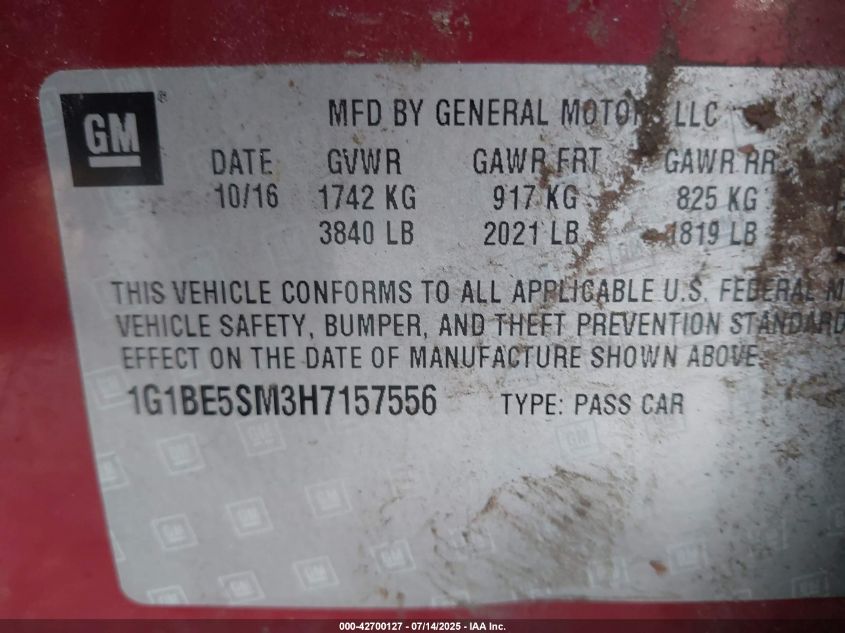 GM®
MFD BY GENERAL MOTORS LLC
DATE GVWR GAWR FRT GAWR RR
10/16 1742 KG 917 KG 825 KG
3840 LB 2021 LB 1819 LB
THIS VEHICLE CONFORMS TO ALL APPLICABLE U.S. FEDERAL M
VEHICLE SAFETY, BUMPER, AND THEFT PREVENTION STANDARD
EFFECT ON THE DATE OF MANUFACTURE SHOWN ABOVE.
1G1BE5SM3H7157556 TYPE: PASS CAR
000-42700127 - 07/14/2025 - IAA Inc.